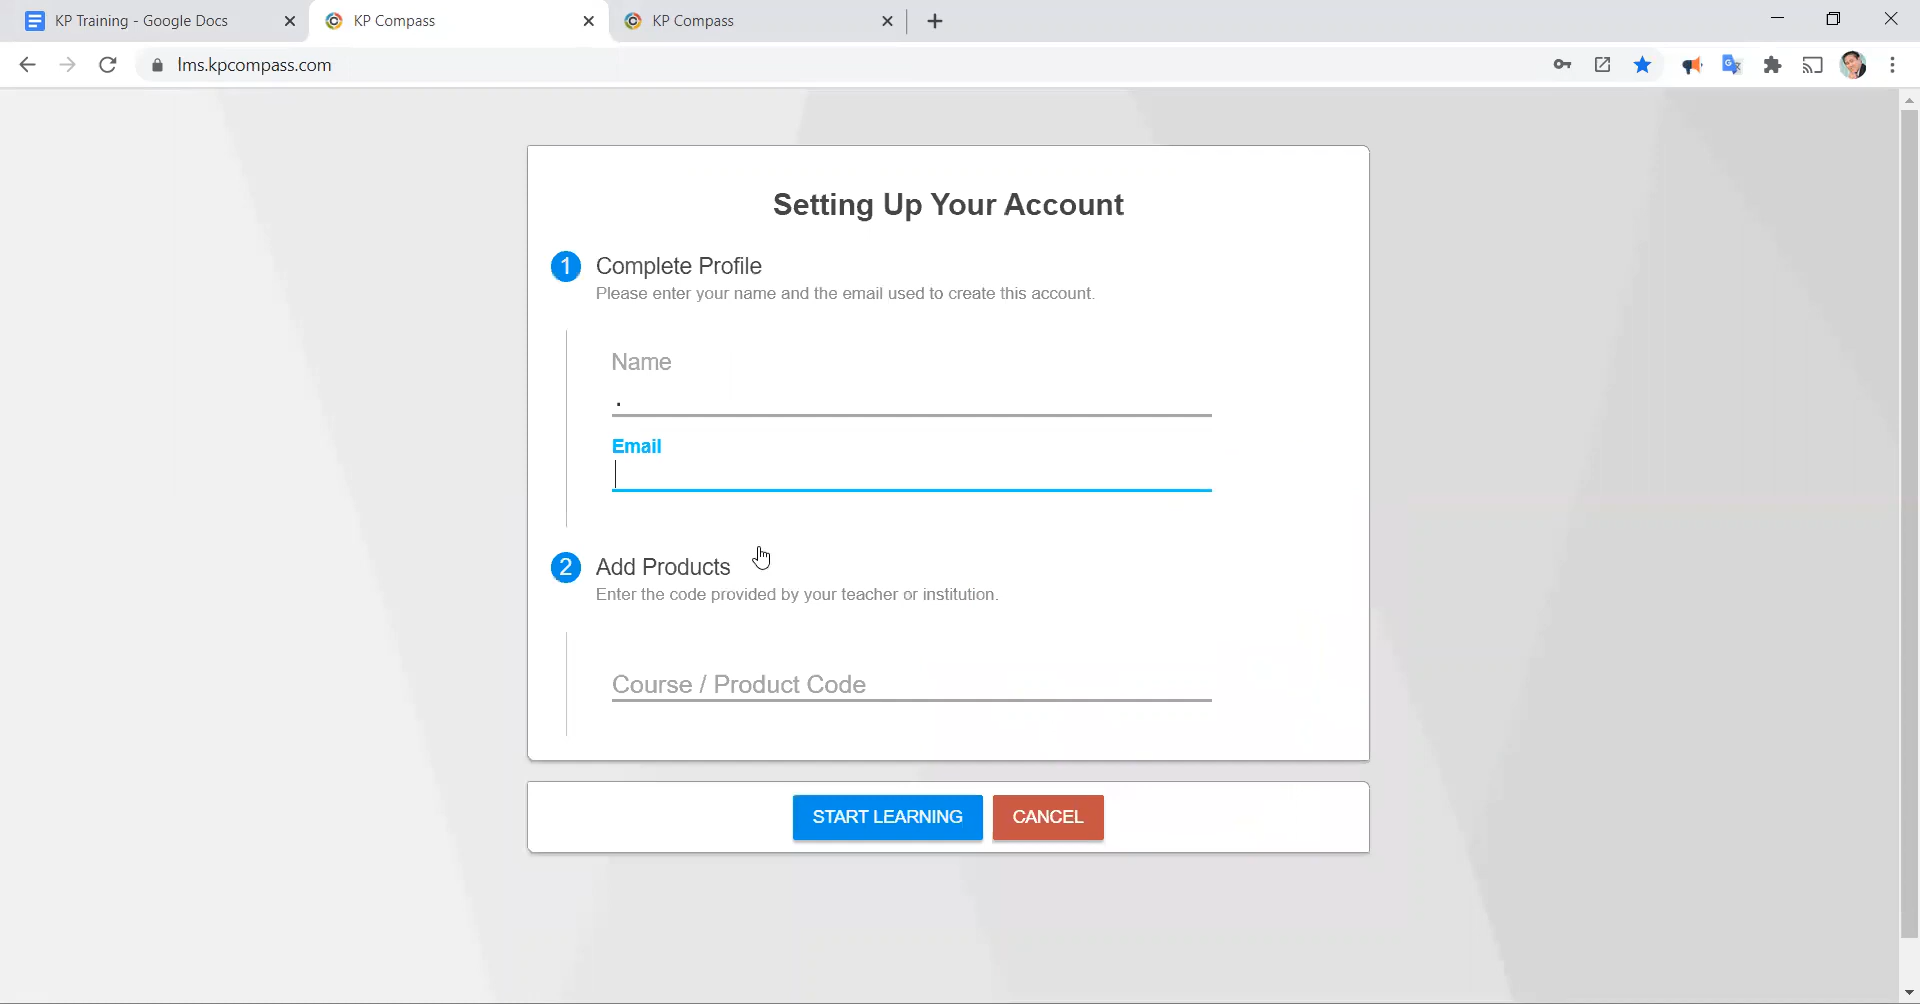 KP Training - Google Docs
KP Compass
KP Compass
lms.kpcompass.com
Setting Up Your Account
1 Complete Profile
Please enter your name and the email used to create this account.
Name
.
Email
2 Add Products
Enter the code provided by your teacher or institution.
Course / Product Code
START LEARNING CANCEL